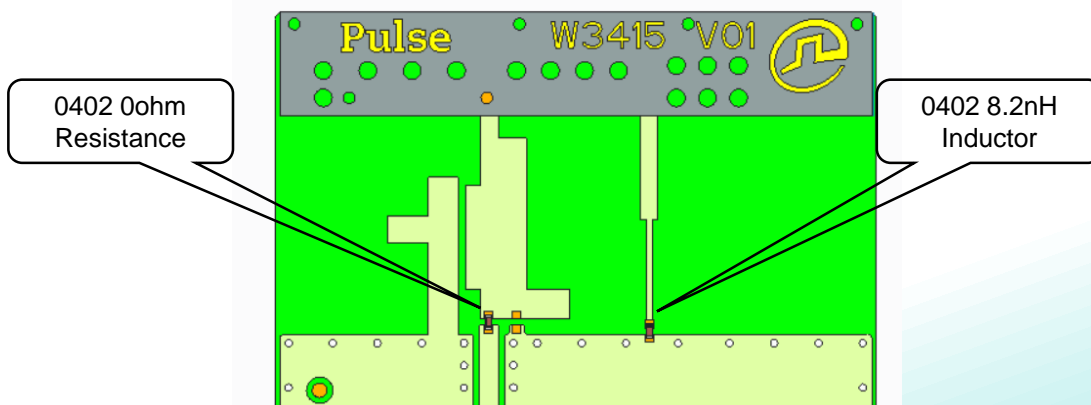 Pulse W3415 V01
0402 0ohm
Resistance
0402 8.2nH
Inductor